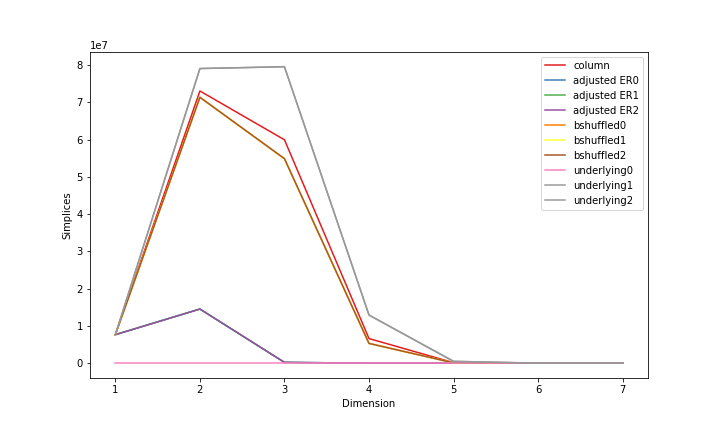 1e7
8
7
6
5
4
3
2
1
0
Simplices
1 2 3 4 5 6 7
Dimension
column
adjusted ER0
adjusted ER1
adjusted ER2
bshuffled0
bshuffled1
bshuffled2
underlying0
underlying1
underlying2